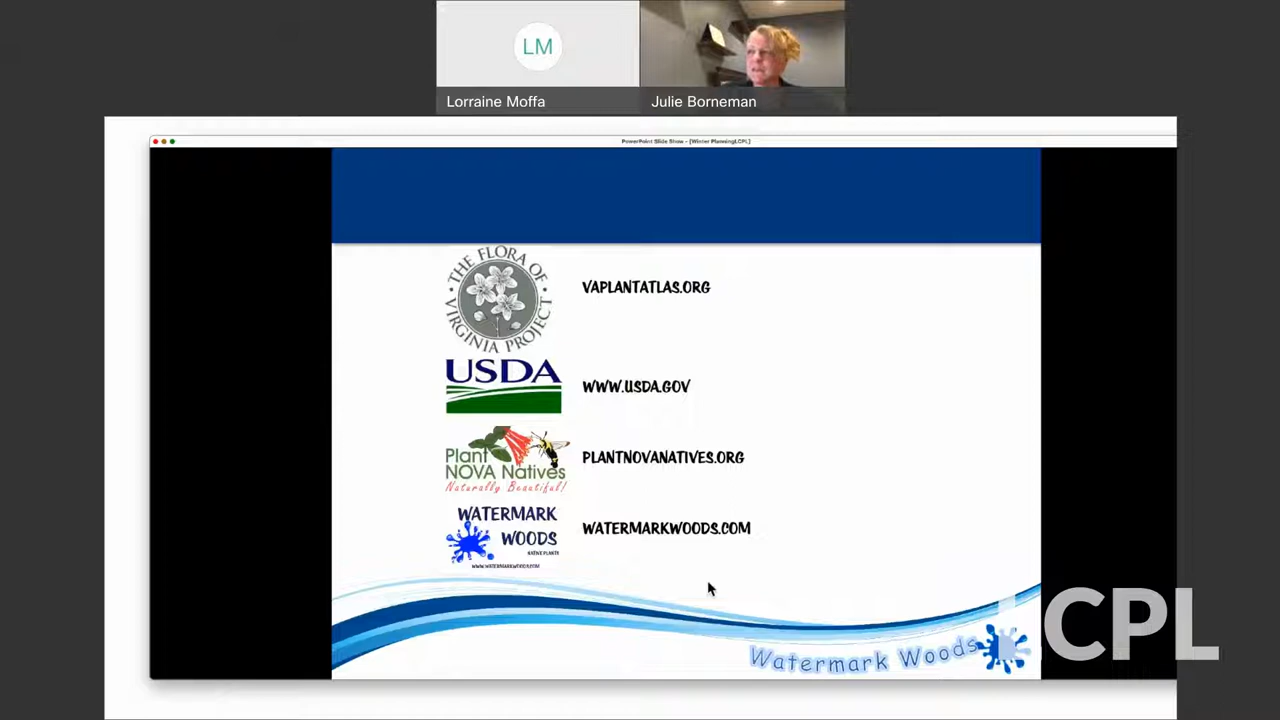 LM
Lorraine Moffa
Julie Borneman
PowerPoint Slide Show - [Winter PlanningLCPL]
THE FLORA OF VIRGINIA PROJECT
VAPLANTATLAS.ORG
USDA
WWW.USDA.GOV
Plant
NOVA Natives
Naturally Beautiful!
PLANTNOVANATIVES.ORG
WATERMARK
WOODS
NATIVE PLANTS
WWW.WATERMARKWOODS.COM
WATERMARKWOODS.COM
Watermark Woods
LCPL